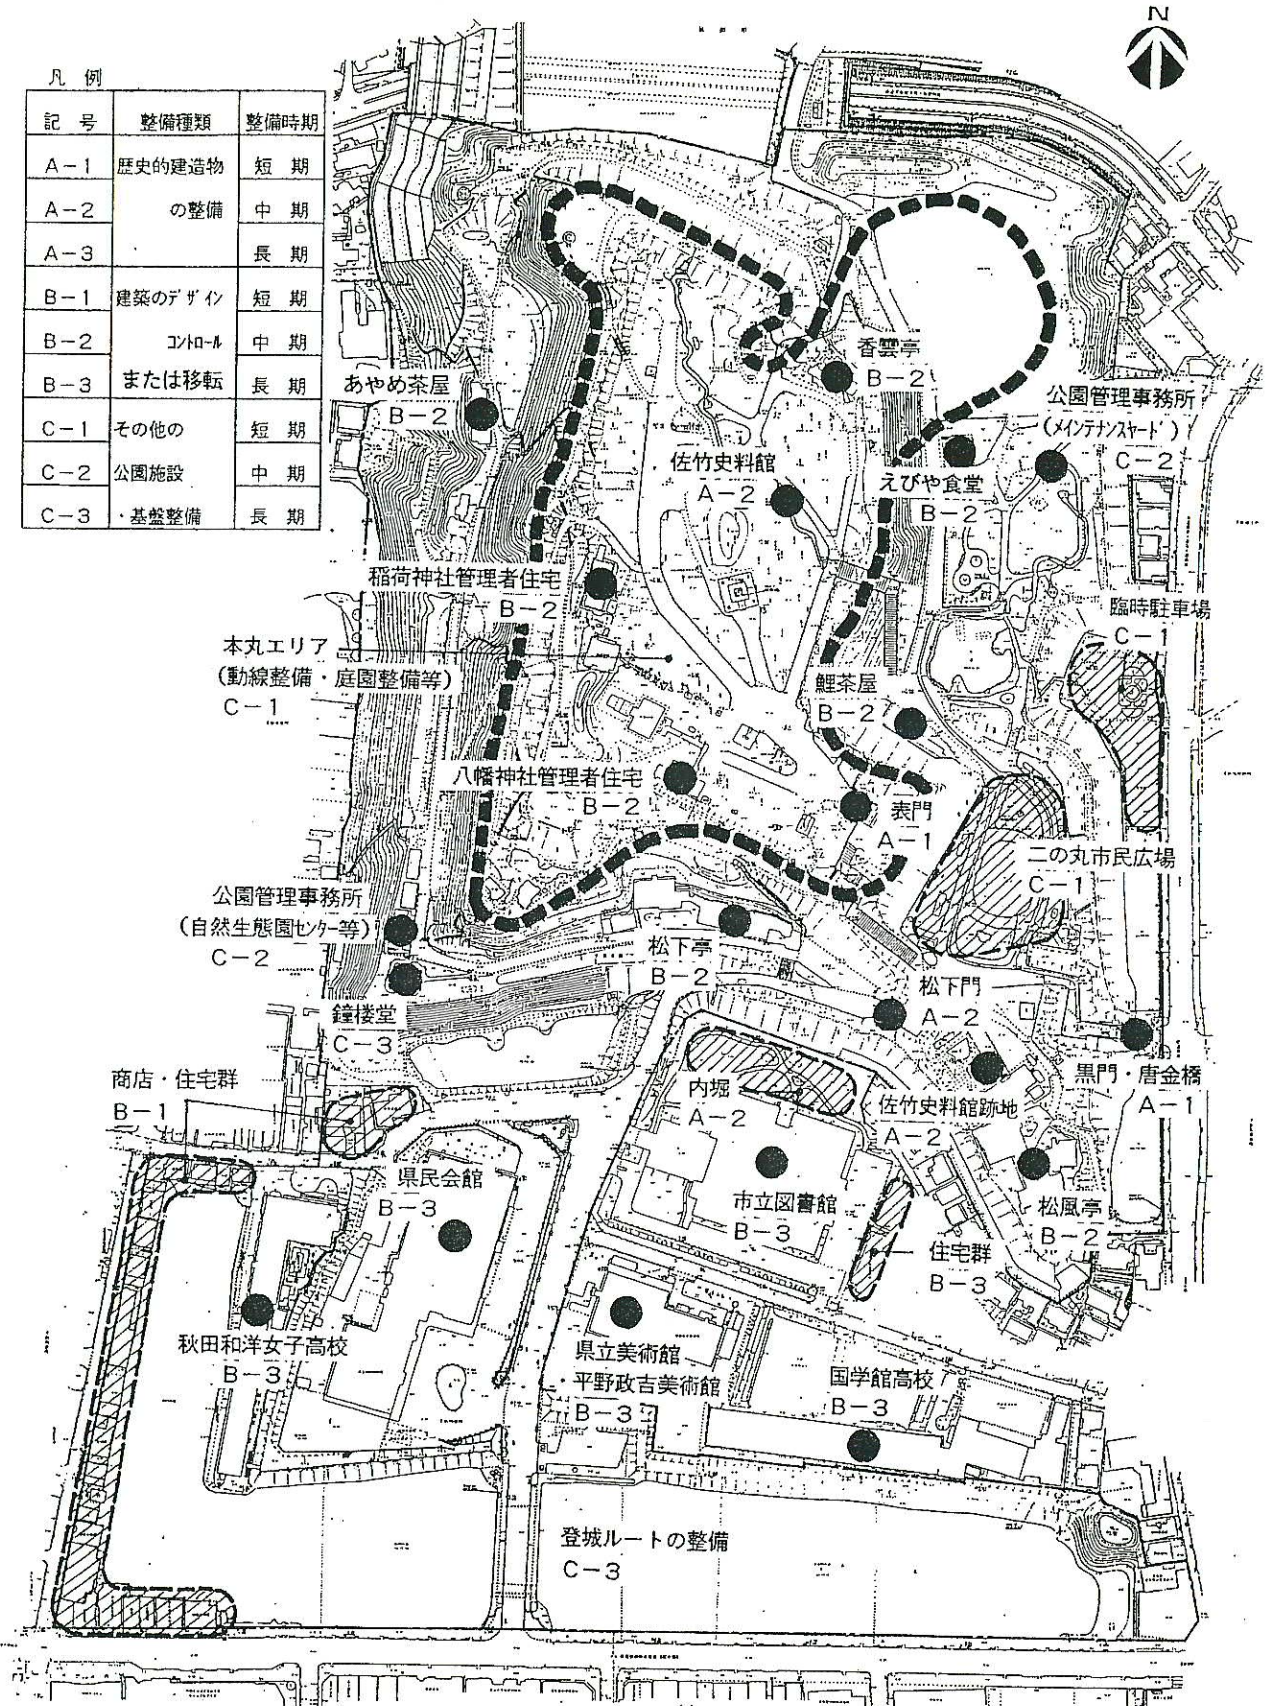 N
凡 例
記 号 整備種類 整備時期
A-1 歴史的建造物 短 期
A-2 の整備 中 期
A-3 長 期
B-1 建築のデザイン 短 期
B-2 コントロール 中 期
B-3 または移転 長 期
C-1 その他の 短 期
C-2 公園施設 中 期
C-3 ・基盤整備 長 期
香雲亭
B-2
あやめ茶屋
B-2
公園管理事務所
(メインテナンスヤード)
C-2
佐竹史料館
A-2
えびや食堂
B-2
稲荷神社管理者住宅
B-2
臨時駐車場
C-1
本丸エリア
(動線整備・庭園整備等)
C-1
鯉茶屋
B-2
八幡神社管理者住宅
B-2
表門
A-1
二の丸市民広場
C-1
公園管理事務所
(自然生態園センター等)
C-2
松下亭
B-2
松下門
A-2
鐘楼堂
C-3
黒門・唐金橋
A-1
商店・住宅群
B-1
内堀
A-2
佐竹史料館跡地
A-2
県民会館
B-3
市立図書館
B-3
松風亭
B-2
住宅群
B-3
秋田和洋女子高校
B-3
県立美術館
・平野政吉美術館
B-3
国学館高校
B-3
登城ルートの整備
C-3